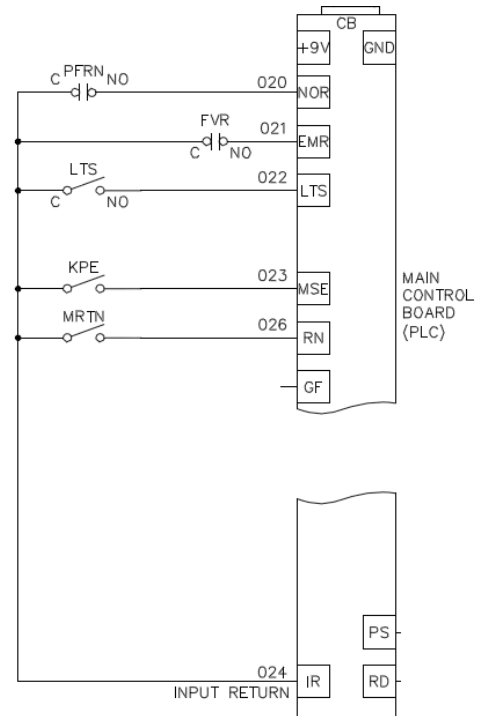 CB
+9V GND
PFRN
C NO 020 NOR
FVR 021 EMR
C NO
LTS 022 LTS
C NO
KPE 023 MSE
MAIN
CONTROL
BOARD
(PLC)
MRTN 026 RN
GF
PS
024 IR RD
INPUT RETURN